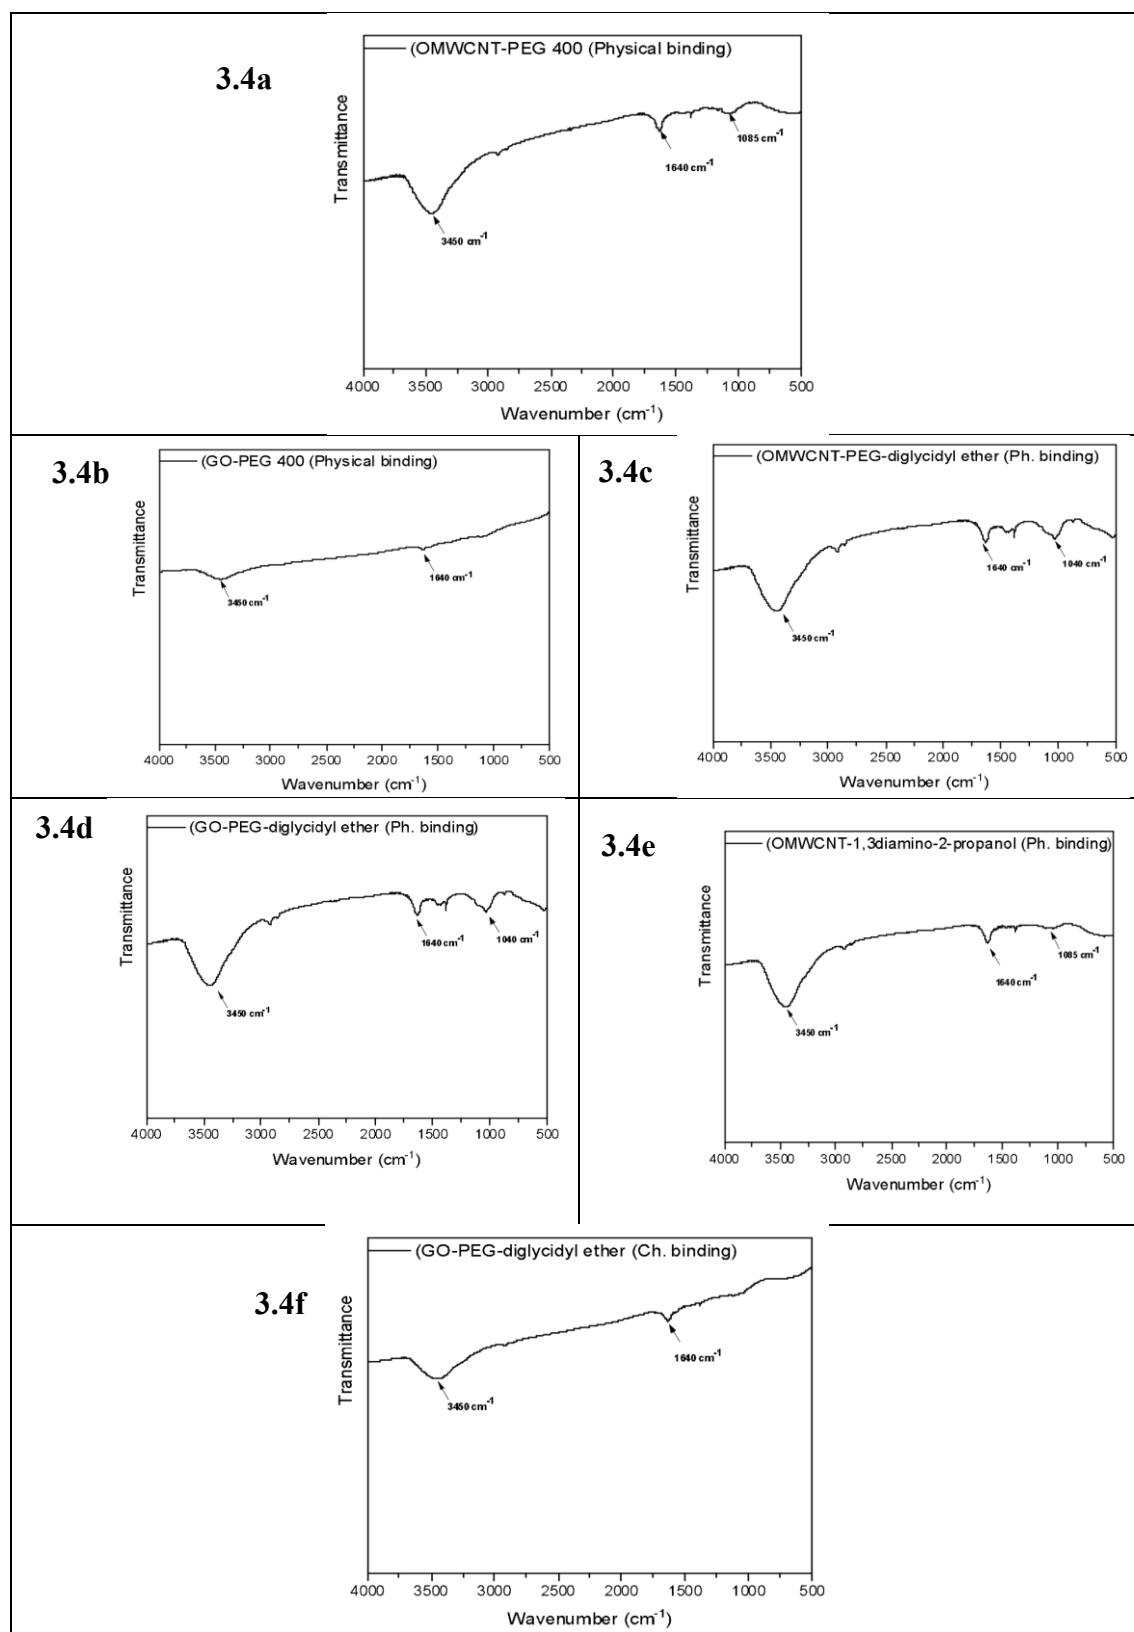 3.4a
(OMWCNT-PEG 400 (Physical binding)
Transmittance
3450 cm-1
1640 cm-1
1085 cm-1
4000 3500 3000 2500 2000 1500 1000 500
Wavenumber (cm-1)
3.4b
(GO-PEG 400 (Physical binding)
Transmittance
3450 cm-1
1640 cm-1
4000 3500 3000 2500 2000 1500 1000 500
Wavenumber (cm-1)
3.4c
(OMWCNT-PEG-diglycidyl ether (Ph. binding)
Transmittance
3450 cm-1
1640 cm-1
1040 cm-1
4000 3500 3000 2500 2000 1500 1000 500
Wavenumber (cm-1)
3.4d
(GO-PEG-diglycidyl ether (Ph. binding)
Transmittance
3450 cm-1
1640 cm-1
1040 cm-1
4000 3500 3000 2500 2000 1500 1000 500
Wavenumber (cm-1)
3.4e
(OMWCNT-1,3diamino-2-propanol (Ph. binding)
Transmittance
3450 cm-1
1640 cm-1
1085 cm-1
4000 3500 3000 2500 2000 1500 1000 500
Wavenumber (cm-1)
3.4f
(GO-PEG-diglycidyl ether (Ch. binding)
Transmittance
3450 cm-1
1640 cm-1
4000 3500 3000 2500 2000 1500 1000 500
Wavenumber (cm-1)